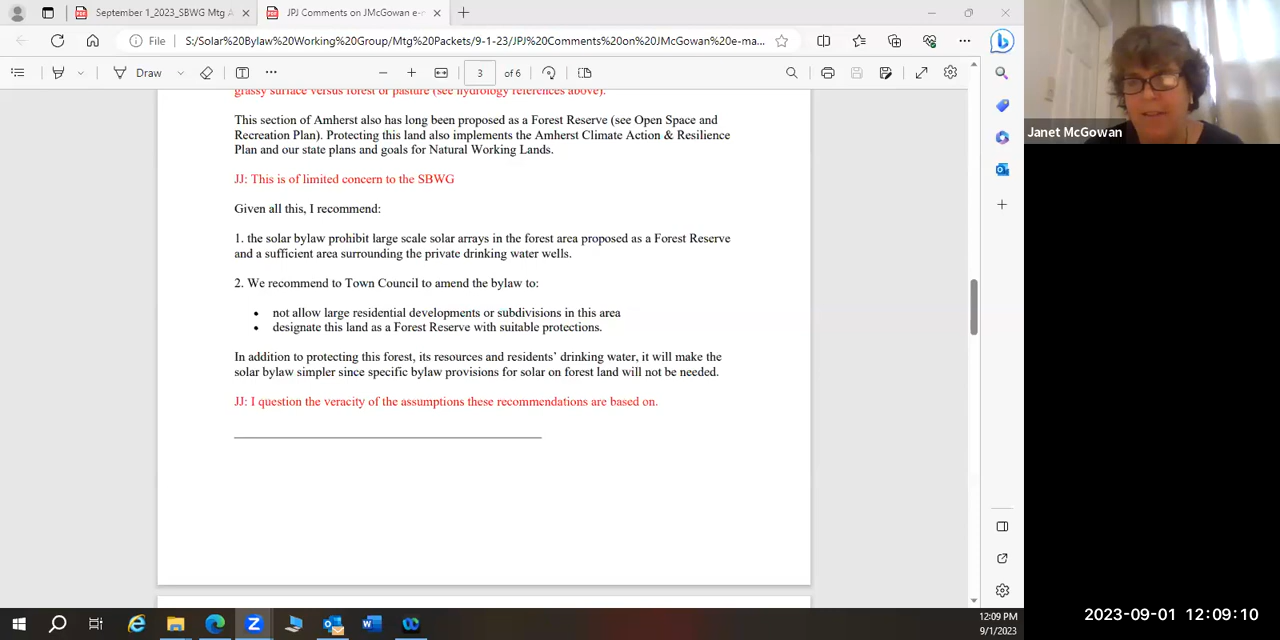 September 1_2023_SBWG Mtg A
JPJ Comments on JMcGowan e-
File
S:/Solar%20Bylaw%20Working%20Group/Mtg%20Packets/9-1-23/JPJ%20Comments%20on%20JMcGowan%20e-ma...
Draw
3 of 6
grassy surface versus forest or pasture (see hydrology references above).
This section of Amherst also has long been proposed as a Forest Reserve (see Open Space and
Recreation Plan). Protecting this land also implements the Amherst Climate Action & Resilience
Plan and our state plans and goals for Natural Working Lands.
JJ: This is of limited concern to the SBWG
Given all this, I recommend:
1. the solar bylaw prohibit large scale solar arrays in the forest area proposed as a Forest Reserve
and a sufficient area surrounding the private drinking water wells.
2. We recommend to Town Council to amend the bylaw to:
• not allow large residential developments or subdivisions in this area
• designate this land as a Forest Reserve with suitable protections.
In addition to protecting this forest, its resources and residents’ drinking water, it will make the
solar bylaw simpler since specific bylaw provisions for solar on forest land will not be needed.
JJ: I question the veracity of the assumptions these recommendations are based on.
Janet McGowan
12:09 PM
9/1/2023
2023-09-01 12:09:10